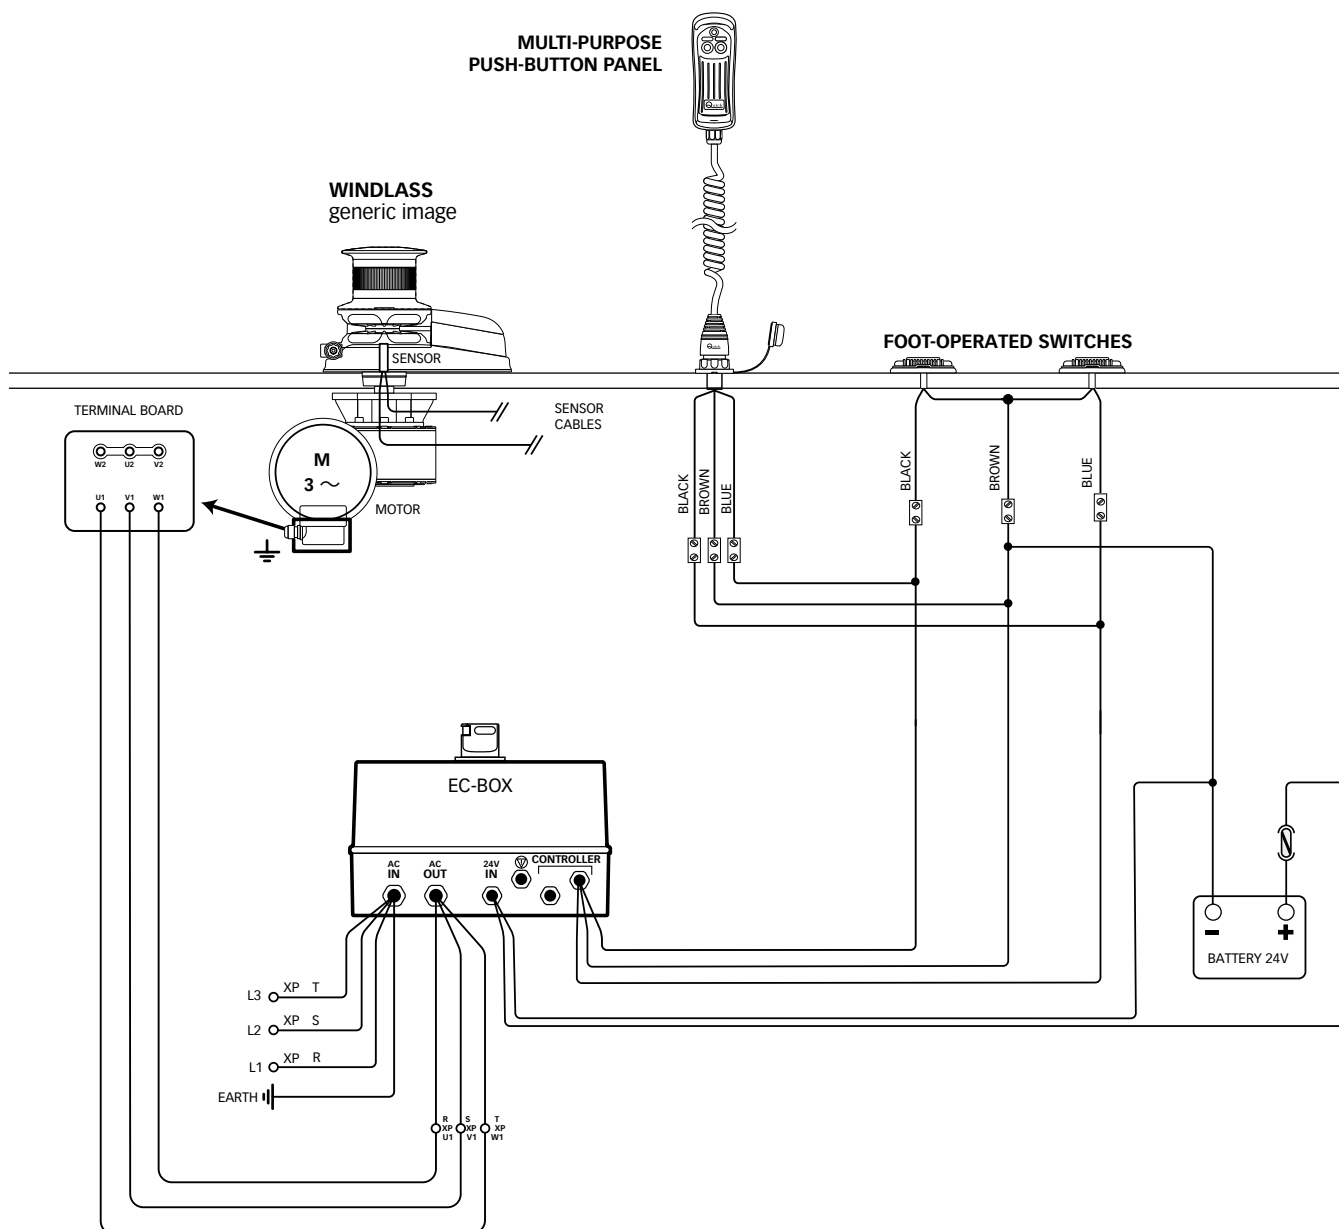 MULTI-PURPOSE
PUSH-BUTTON PANEL
WINDLASS
generic image
SENSOR
FOOT-OPERATED SWITCHES
TERMINAL BOARD
SENSOR
CABLES
W2 U2 V2
U1 V1 W1
M
3 ~
MOTOR
BLACK
BROWN
BLUE
BLACK
BROWN
BLUE
EC-BOX
AC
IN
AC
OUT
24V
IN
CONTROLLER
- +
BATTERY 24V
L3 XP T
L2 XP S
L1 XP R
EARTH
R
XP
U1
S
XP
V1
T
XP
W1